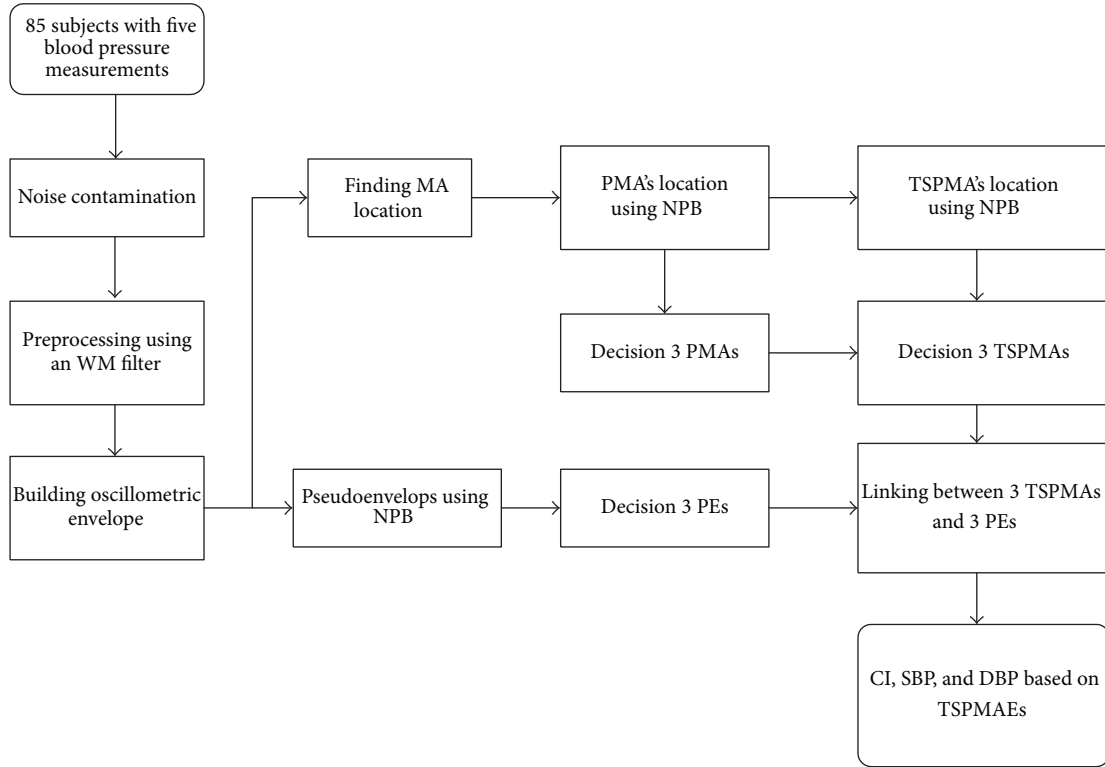 85 subjects with five
blood pressure
measurements
Noise contamination
Preprocessing using
an WM filter
Building oscillometric
envelope
Finding MA
location
PMA's location
using NPB
TSPMA's location
using NPB
Decision 3 PMAs
Decision 3 TSPMAs
Pseudoenvelops using
NPB
Decision 3 PEs
Linking between 3 TSPMAs
and 3 PEs
CI, SBP, and DBP based on
TSPMAEs